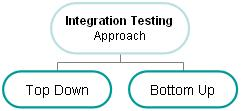 Integration Testing
Approach
Top Down
Bottom Up